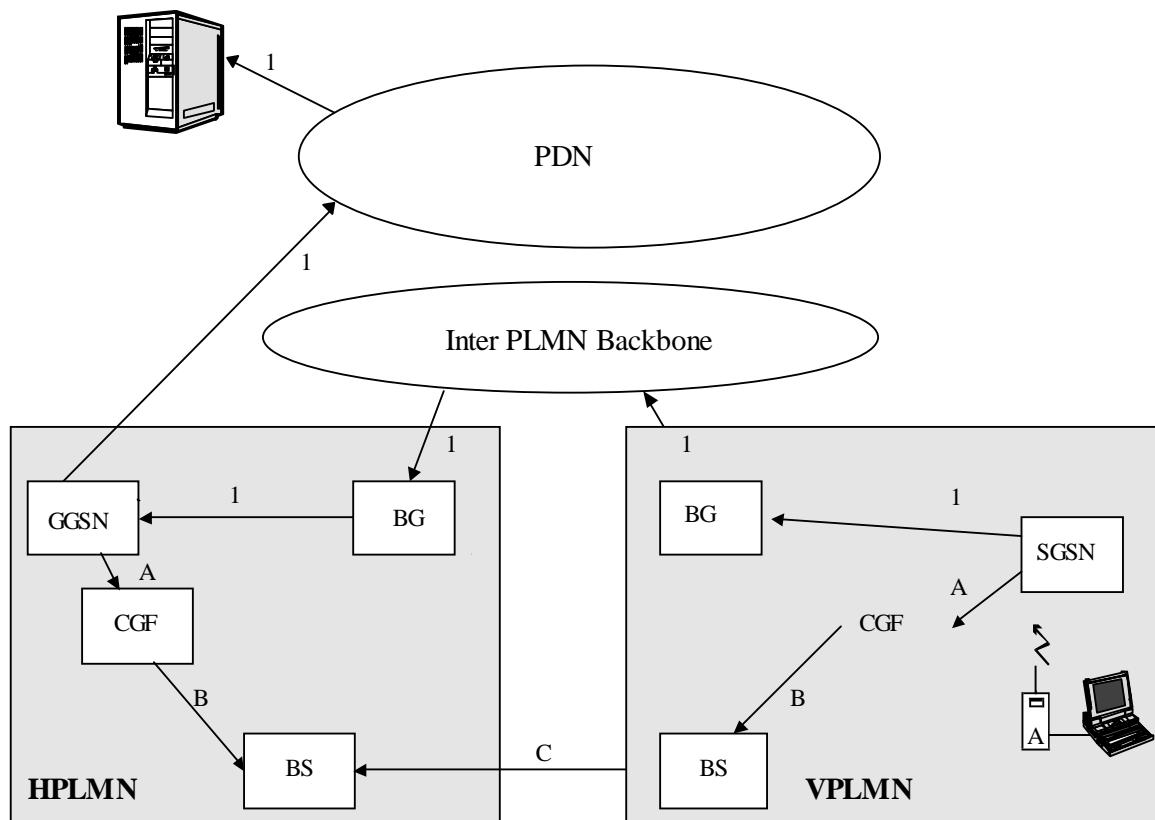 1
PDN
1
Inter PLMN Backbone
1
1
GGSN
1
BG
BG
1
SGSN
A
A
CGF
CGF
B
B
A
BS
C
BS
HPLMN
VPLMN